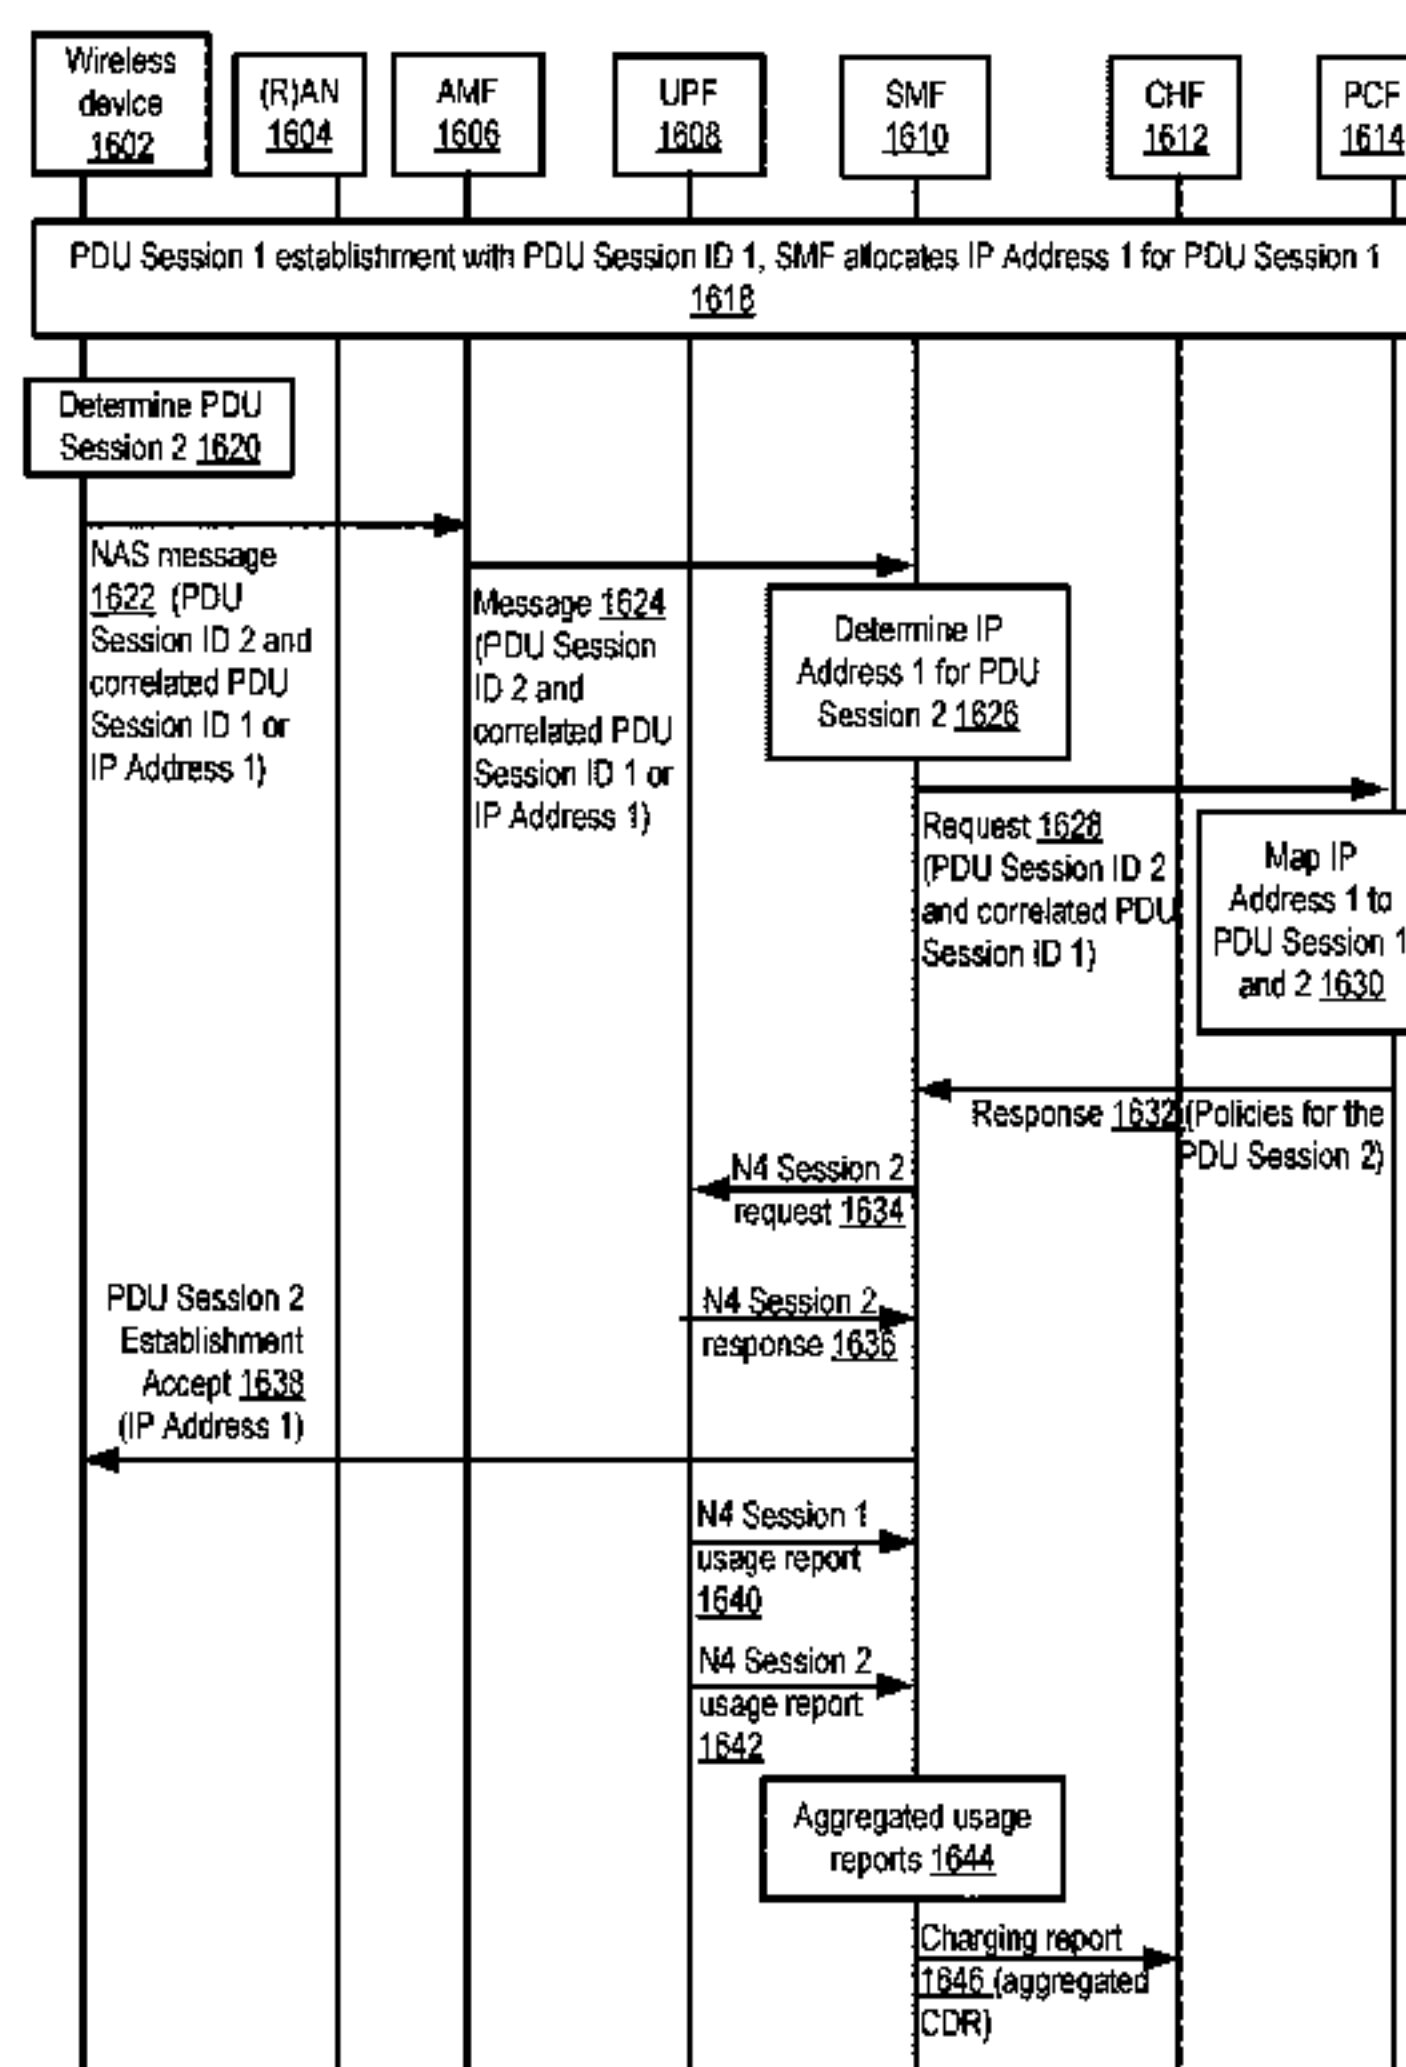 Wireless
device
1602
(R)AN
1604
AMF
1606
UPF
1608
SMF
1610
CHF
1612
PCF
1614
PDU Session 1 establishment with PDU Session ID 1, SMF allocates IP Address 1 for PDU Session 1
1618
Determine PDU
Session 2 1620
NAS message
1622 (PDU
Session ID 2 and
correlated PDU
Session ID 1 or
IP Address 1)
Message 1624
(PDU Session
ID 2 and
correlated PDU
Session ID 1 or
IP Address 1)
Determine IP
Address 1 for PDU
Session 2 1626
Request 1628
(PDU Session ID 2
and correlated PDU
Session ID 1)
Map IP
Address 1 to
PDU Session 1
and 2 1630
Response 1632 (Policies for the
PDU Session 2)
N4 Session 2
request 1634
N4 Session 2
response 1636
PDU Session 2
Establishment
Accept 1638
(IP Address 1)
N4 Session 1
usage report
1640
N4 Session 2
usage report
1642
Aggregated usage
reports 1644
Charging report
1646 (aggregated
CDR)